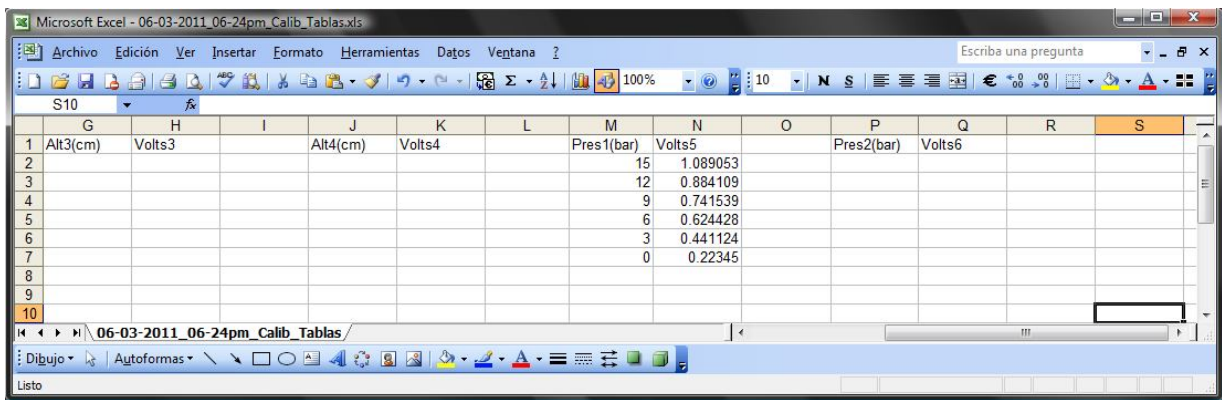 Microsoft Excel - 06-03-2011_06-24pm_Calib_Tablas.xls
Archivo Edición Ver Insertar Formato Herramientas Datos Ventana ? Escriba una pregunta
100% 10 N S €
S10 fx
G H I J K L M N O P Q R S
1 Alt3(cm) Volts3 Alt4(cm) Volts4 Pres1(bar) Volts5 Pres2(bar) Volts6
2 15 1.089053
3 12 0.884109
4 9 0.741539
5 6 0.624428
6 3 0.441124
7 0 0.22345
8
9
10
06-03-2011_06-24pm_Calib_Tablas
Dibujo Autoformas A
Listo